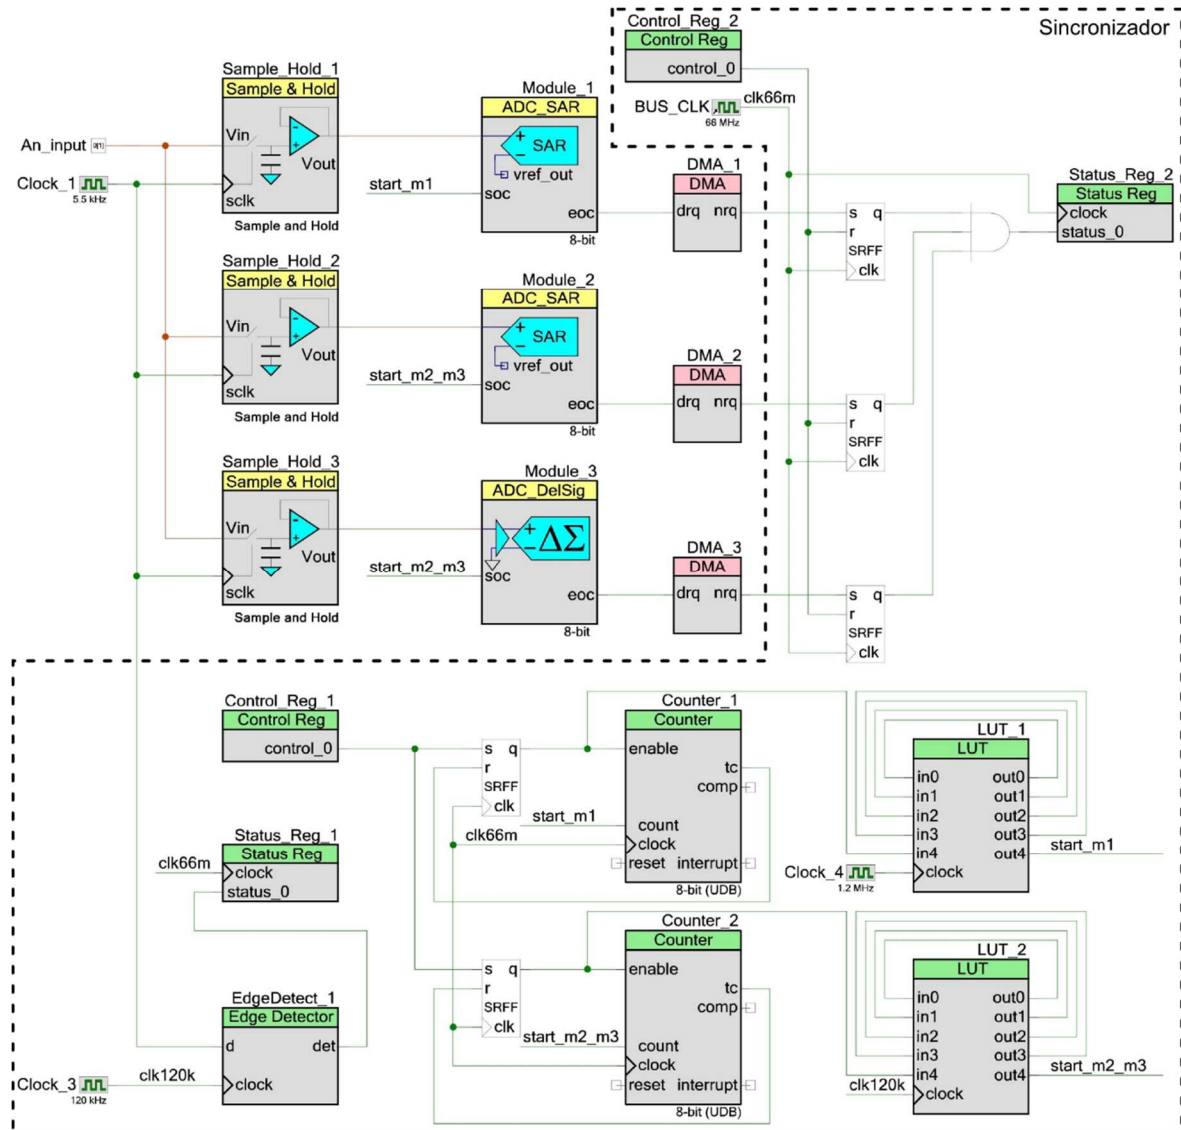 Sincronizador
Control_Reg_2
Control Reg
control_0
BUS_CLK
clk66m
66 MHz
Sample_Hold_1
Sample & Hold
Vin
Vout
sclk
Sample and Hold
An_input
Clock_1
5.5 kHz
Module_1
ADC_SAR
SAR
vref_out
start_m1
soc
eoc
8-bit
DMA_1
DMA
drq nrq
s q
r
SRFF
clk
Status_Reg_2
Status Reg
clock
status_0
Sample_Hold_2
Sample & Hold
Vin
Vout
sclk
Sample and Hold
Module_2
ADC_SAR
SAR
vref_out
start_m2_m3
soc
eoc
8-bit
DMA_2
DMA
drq nrq
s q
r
SRFF
clk
Sample_Hold_3
Sample & Hold
Vin
Vout
sclk
Sample and Hold
Module_3
ADC_DelSig
ΔΣ
start_m2_m3
soc
eoc
8-bit
DMA_3
DMA
drq nrq
s q
r
SRFF
clk
Control_Reg_1
Control Reg
control_0
s q
r
SRFF
clk
clk66m
start_m1
Counter_1
Counter
enable
tc
comp
count
clock
reset interrupt
8-bit (UDB)
LUT_1
LUT
in0 out0
in1 out1
in2 out2
in3 out3
in4 out4
clock
start_m1
Clock_4
1.2 MHz
Status_Reg_1
Status Reg
clk66m
clock
status_0
EdgeDetect_1
Edge Detector
d det
clock
Clock_3
120 kHz
clk120k
s q
r
SRFF
clk
start_m2_m3
Counter_2
Counter
enable
tc
comp
count
clock
reset interrupt
8-bit (UDB)
LUT_2
LUT
in0 out0
in1 out1
in2 out2
in3 out3
in4 out4
clock
start_m2_m3
clk120k